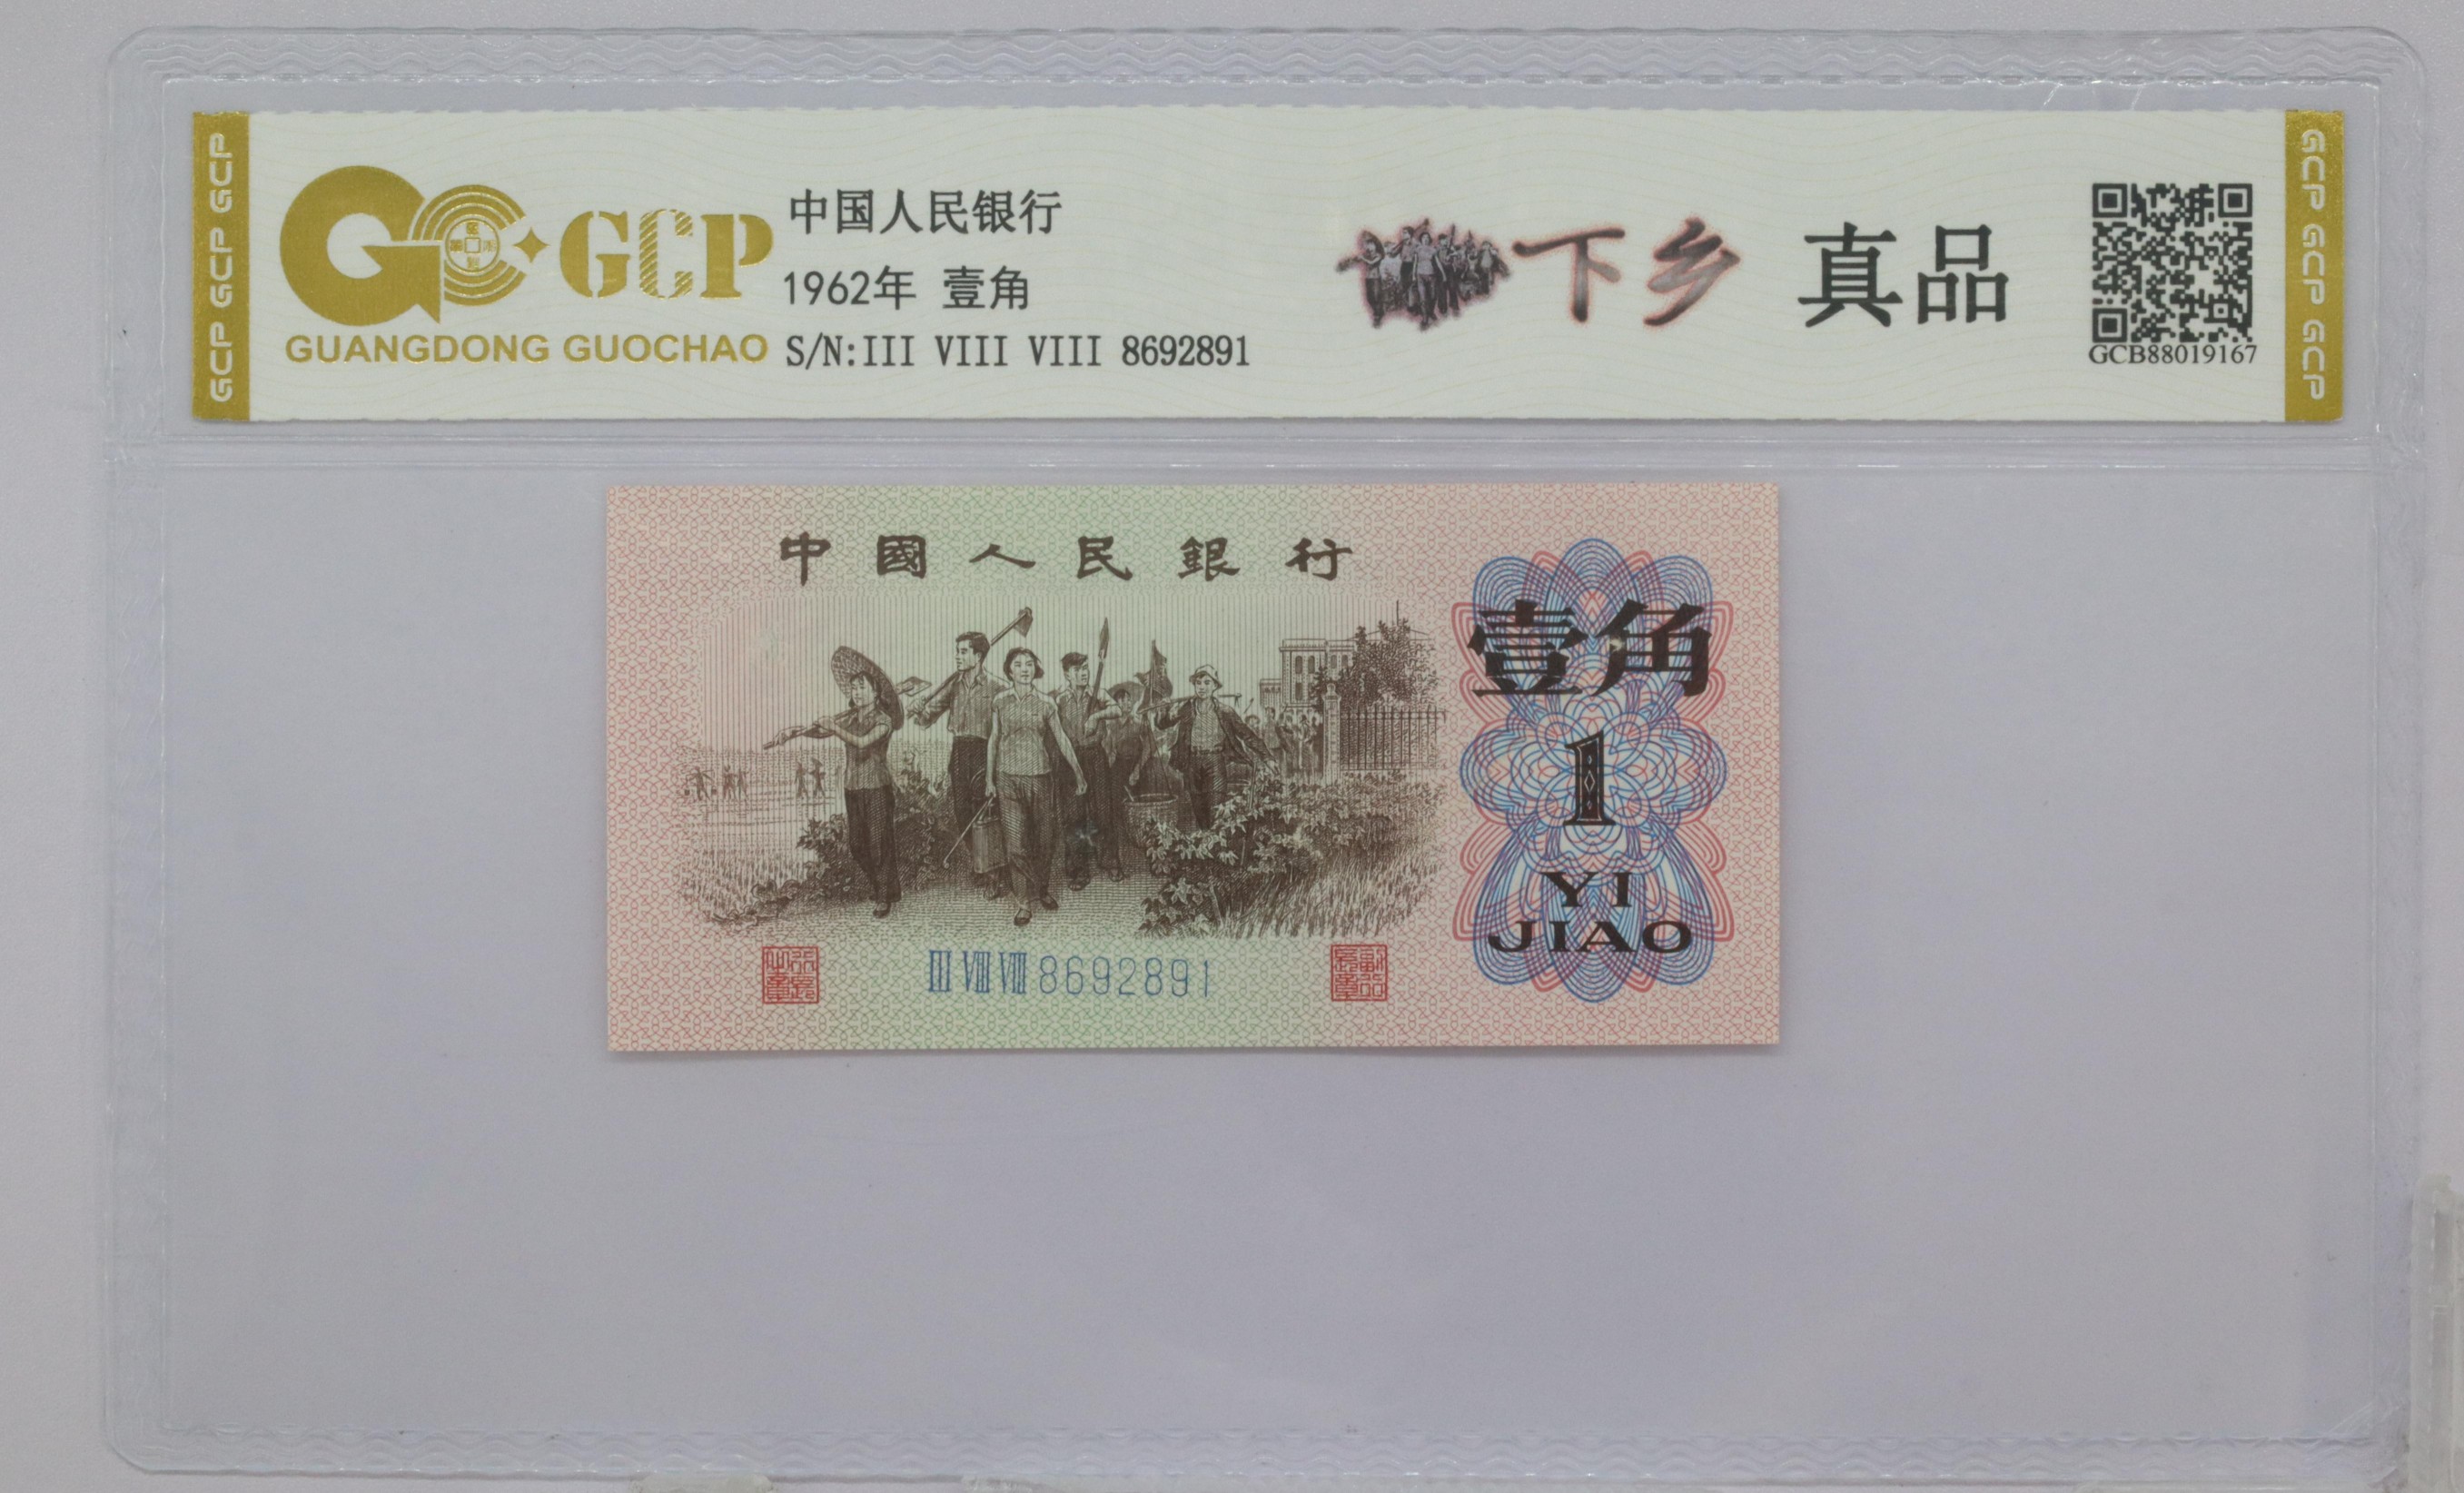 GCP GCP GCP
GCP
GUANGDONG GUOCHAO
中国人民银行
1962年 壹角
S/N:III VIII VIII 8692891
下乡 真品
GCB88019167
GCP GCP GCP
中國人民銀行
壹角
1
YI
JIAO
III VIII VIII 8692891